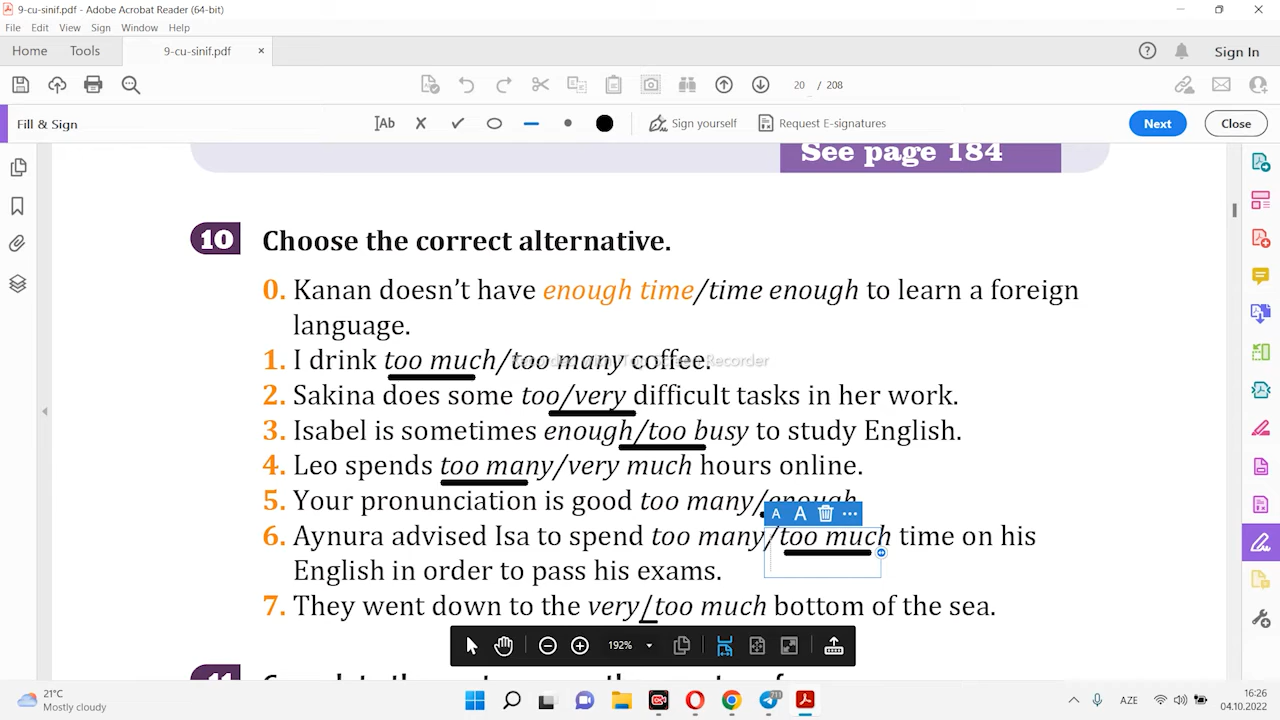 9-cu-sinif.pdf - Adobe Acrobat Reader (64-bit)
File Edit View Sign Window Help
Home Tools 9-cu-sinif.pdf × Sign In
20 / 208
Fill & Sign Ab Sign yourself Request E-signatures Next Close
See page 184
10 Choose the correct alternative.
0. Kanan doesn't have enough time/time enough to learn a foreign
language.
1. I drink too much/too many coffee.
2. Sakina does some too/very difficult tasks in her work.
3. Isabel is sometimes enough/too busy to study English.
4. Leo spends too many/very much hours online.
5. Your pronunciation is good too many/enough
A A
6. Aynura advised Isa to spend too many/too much time on his
English in order to pass his exams.
7. They went down to the very/too much bottom of the sea.
192%
21°C
Mostly cloudy
AZE
16:26
04.10.2022